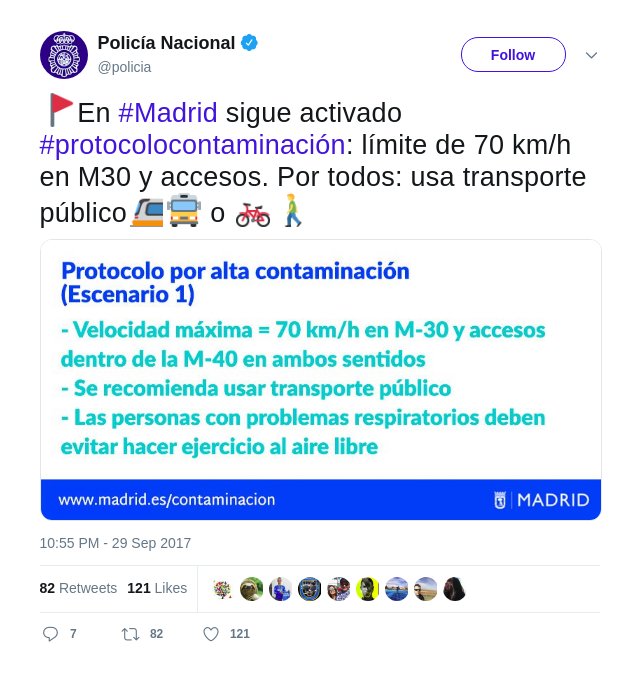 Policía Nacional
@policia
Follow
En #Madrid sigue activado
#protocolocontaminación: límite de 70 km/h
en M30 y accesos. Por todos: usa transporte
público o
Protocolo por alta contaminación
(Escenario 1)
- Velocidad máxima = 70 km/h en M-30 y accesos
dentro de la M-40 en ambos sentidos
- Se recomienda usar transporte público
- Las personas con problemas respiratorios deben
evitar hacer ejercicio al aire libre
www.madrid.es/contaminacion
MADRID
10:55 PM - 29 Sep 2017
82 Retweets 121 Likes
7 82 121